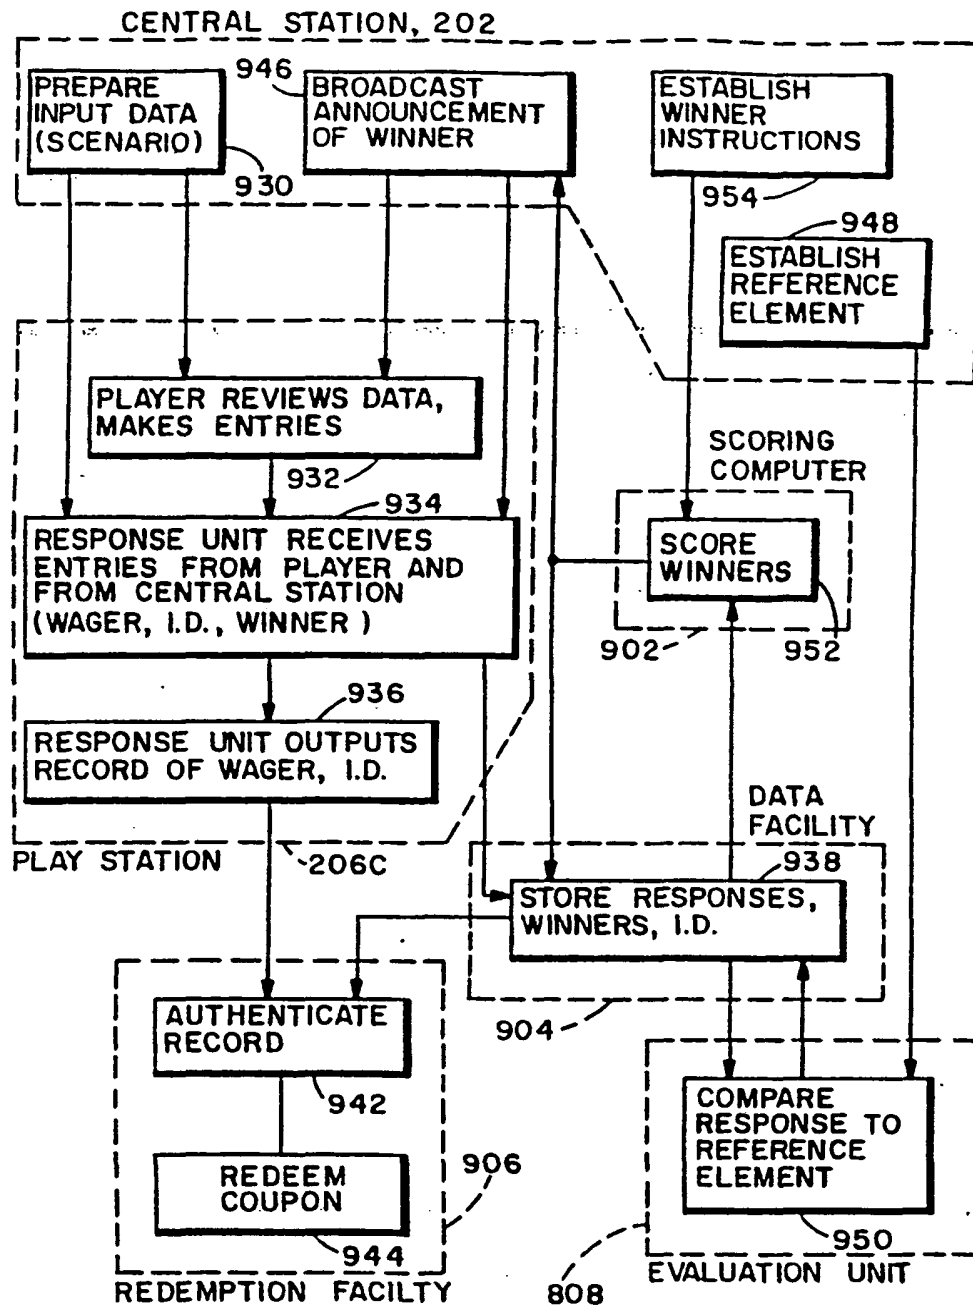 CENTRAL STATION, 202
PREPARE
INPUT DATA
(SCENARIO)
930
946
BROADCAST
ANNOUNCEMENT
OF WINNER
ESTABLISH
WINNER
INSTRUCTIONS
954
948
ESTABLISH
REFERENCE
ELEMENT
PLAYER REVIEWS DATA,
MAKES ENTRIES
932
934
RESPONSE UNIT RECEIVES
ENTRIES FROM PLAYER AND
FROM CENTRAL STATION
(WAGER, I.D., WINNER)
SCORING
COMPUTER
SCORE
WINNERS
902
952
936
RESPONSE UNIT OUTPUTS
RECORD OF WAGER, I.D.
PLAY STATION
206C
DATA
FACILITY
938
STORE RESPONSES,
WINNERS, I.D.
904
AUTHENTICATE
RECORD
942
REDEEM
COUPON
944
906
REDEMPTION FACILTY
COMPARE
RESPONSE TO
REFERENCE
ELEMENT
950
808
EVALUATION UNIT